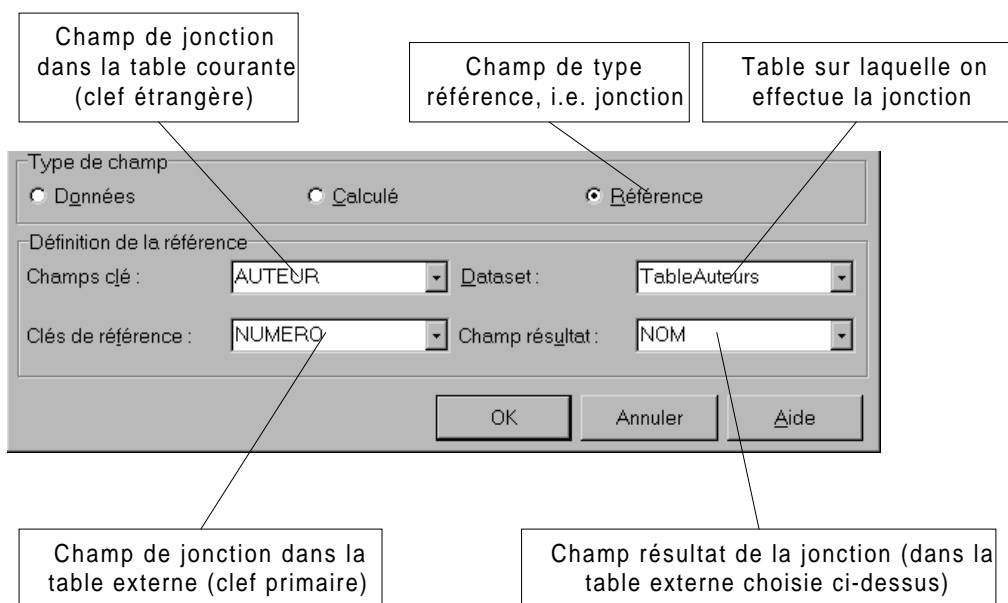 Champ de jonction
dans la table courante
(clef étrangère)
Champ de type
référence, i.e. jonction
Table sur laquelle on
effectue la jonction
Type de champ
Données
Calculé
Référence
Définition de la référence
Champs clé :
AUTEUR
Dataset :
TableAuteurs
Clés de référence :
NUMERO
Champ résultat :
NOM
OK
Annuler
Aide
Champ de jonction dans la
table externe (clef primaire)
Champ résultat de la jonction (dans la
table externe choisie ci-dessus)